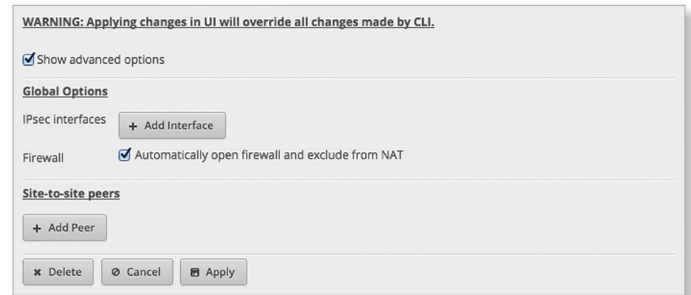 WARNING: Applying changes in UI will override all changes made by CLI.
Show advanced options
Global Options
IPsec interfaces + Add Interface
Firewall Automatically open firewall and exclude from NAT
Site-to-site peers
+ Add Peer
Delete Cancel Apply